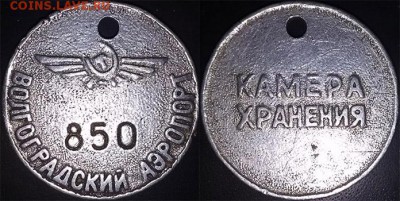 COINS.LAVE.RU
850
ВОЛГОГРАДСКИЙ АЭРОПОРТ
КАМЕРА
ХРАНЕНИЯ